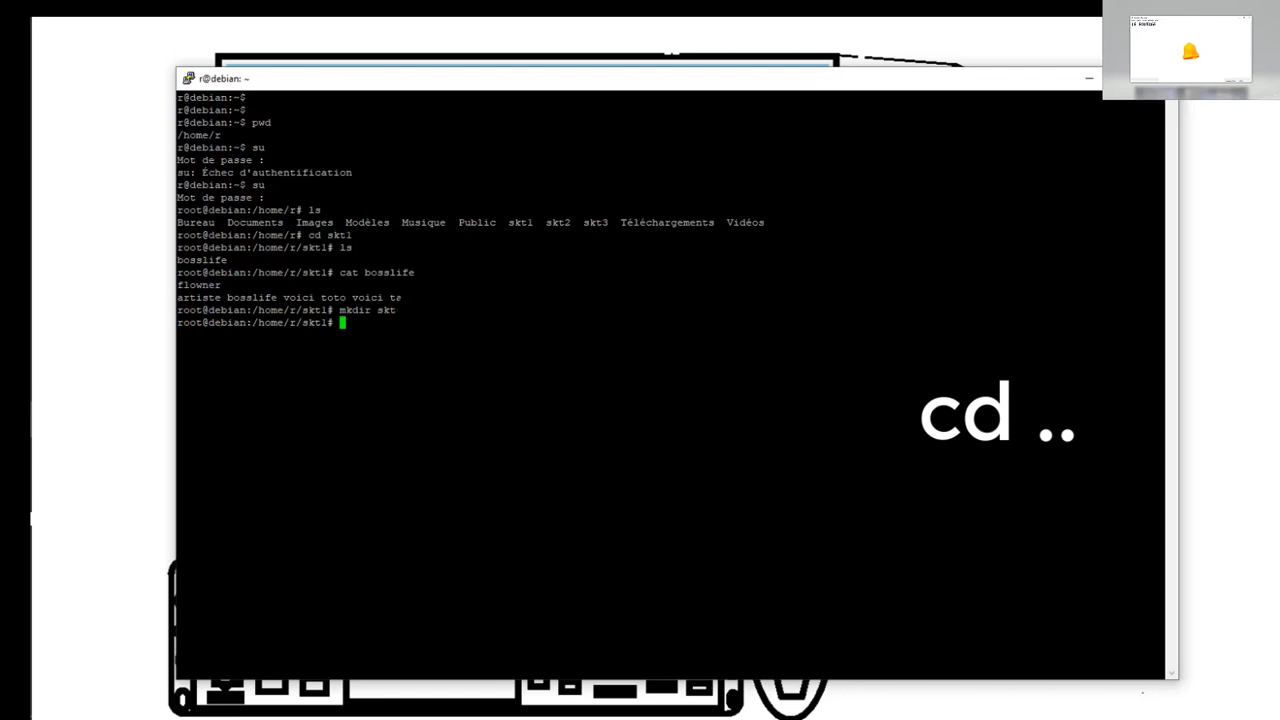 r@debian: ~
r@debian:~$
r@debian:~$
r@debian:~$ pwd
/home/r
r@debian:~$ su
Mot de passe :
su: Échec d'authentification
r@debian:~$ su
Mot de passe :
root@debian:/home/r# ls
Bureau Documents Images Modèles Musique Public skt1 skt2 skt3 Téléchargements Vidéos
root@debian:/home/r# cd skt1
root@debian:/home/r/skt1# ls
bosslife
root@debian:/home/r/skt1# cat bosslife
flowner
artiste bosslife voici toto voici ta
root@debian:/home/r/skt1# mkdir skt
root@debian:/home/r/skt1#
cd ..